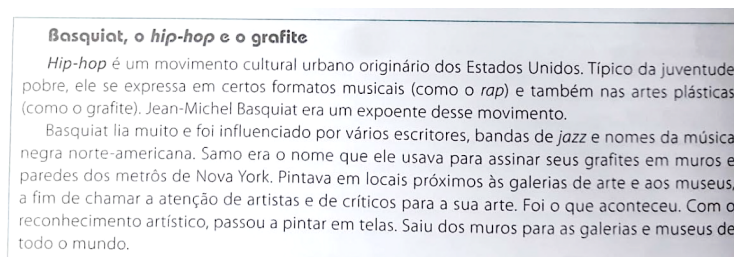 Basquiat, o hip-hop e o grafite
Hip-hop é um movimento cultural urbano originário dos Estados Unidos. Típico da juventude
pobre, ele se expressa em certos formatos musicais (como o rap) e também nas artes plásticas
(como o grafite). Jean-Michel Basquiat era um expoente desse movimento.
Basquiat lia muito e foi influenciado por vários escritores, bandas de jazz e nomes da música
negra norte-americana. Samo era o nome que ele usava para assinar seus grafites em muros e
paredes dos metrôs de Nova York. Pintava em locais próximos às galerias de arte e aos museus,
a fim de chamar a atenção de artistas e de críticos para a sua arte. Foi o que aconteceu. Com o
reconhecimento artístico, passou a pintar em telas. Saiu dos muros para as galerias e museus de
todo o mundo.